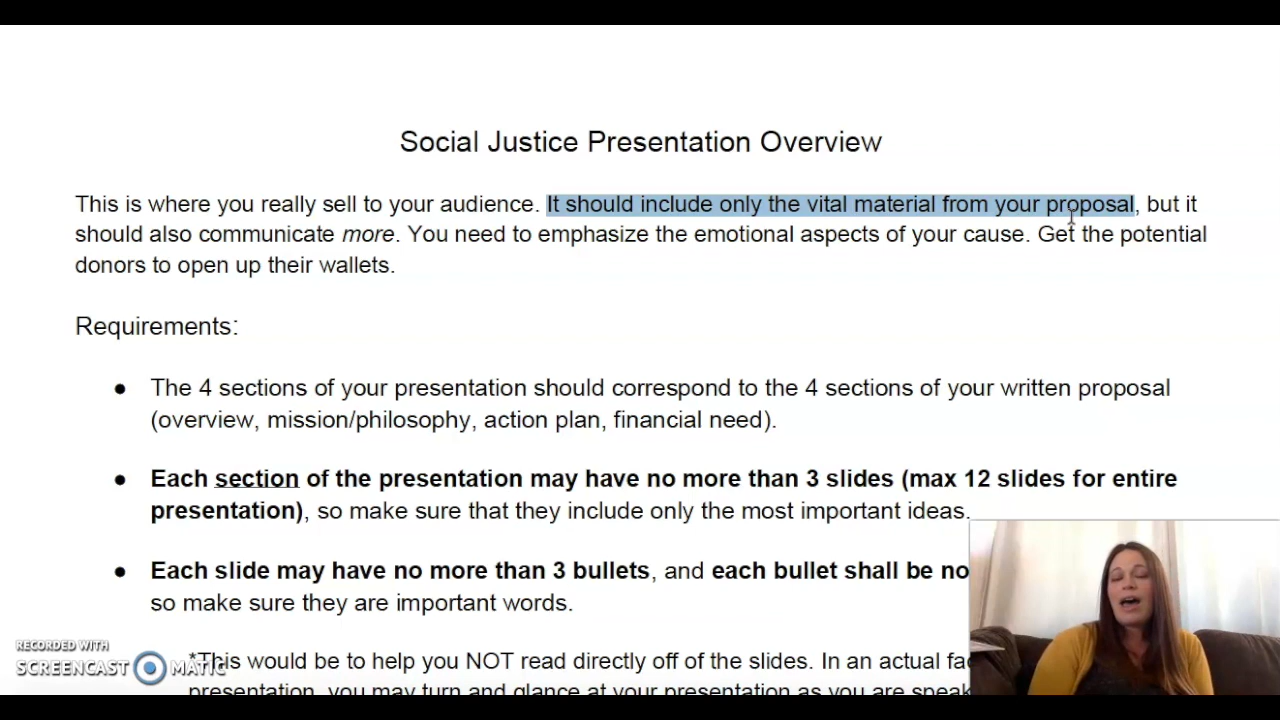 Social Justice Presentation Overview
This is where you really sell to your audience. It should include only the vital material from your proposal, but it
should also communicate more. You need to emphasize the emotional aspects of your cause. Get the potential
donors to open up their wallets.
Requirements:
● The 4 sections of your presentation should correspond to the 4 sections of your written proposal
(overview, mission/philosophy, action plan, financial need).
● Each section of the presentation may have no more than 3 slides (max 12 slides for entire
presentation), so make sure that they include only the most important ideas.
● Each slide may have no more than 3 bullets, and each bullet shall be no
so make sure they are important words.
*This would be to help you NOT read directly off of the slides. In an actual
presentation, you may turn and glance at your presentation as you are
RECORDED WITH
SCREENCAST MATIC